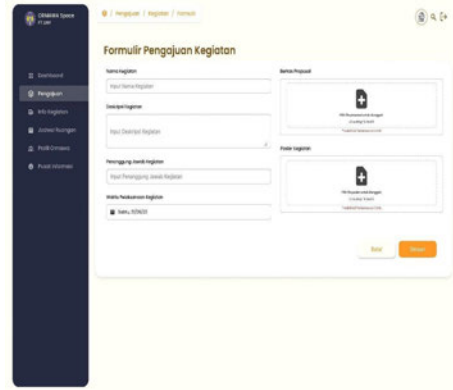 ORMAWA Space
/ Pengajuan / Kegiatan / Formulir
Formulir Pengajuan Kegiatan
Dashboard
Pengajuan
Info Kegiatan
Jadwal Ruangan
Profil Ormawa
Pusat Informasi
Nama Kegiatan
Input Nama Kegiatan
Deskripsi Kegiatan
Input Deskripsi Kegiatan
Penanggung Jawab Kegiatan
Input Penanggung Jawab Kegiatan
Waktu Pelaksanaan Kegiatan
Berkas Proposal
Poster Kegiatan
Batal